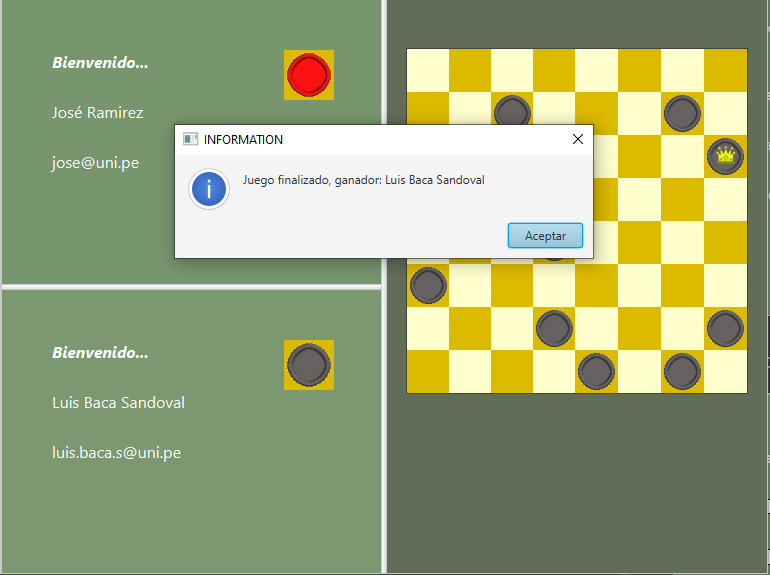 Bienvenido...
José Ramirez
jose@uni.pe
INFORMATION
Juego finalizado, ganador: Luis Baca Sandoval
Aceptar
Bienvenido...
Luis Baca Sandoval
luis.baca.s@uni.pe